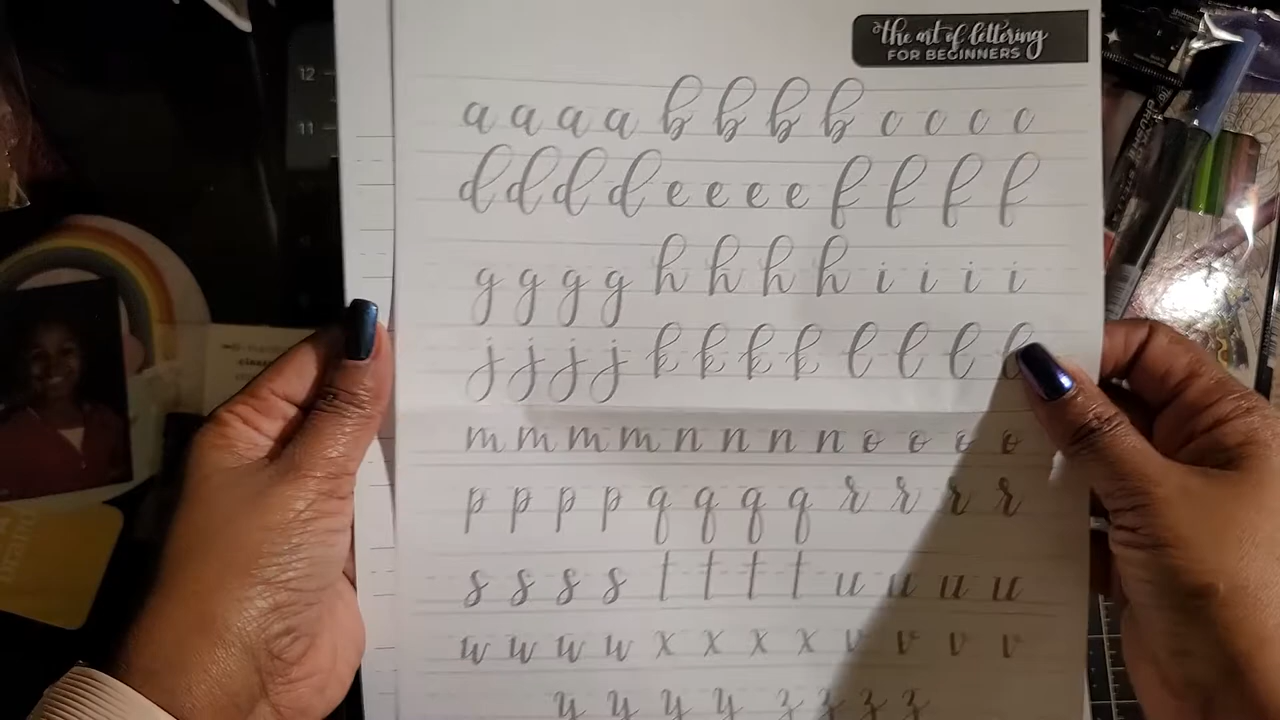 the art of lettering
FOR BEGINNERS
12
11
a a a a b b b b c c c c
d d d d e e e e f f f f
g g g g h h h h i i i i
j j j j k k k k l l l l
m m m m n n n n o o o o
p p p p q q q q r r r r
s s s s t t t t u u u u
w w w w x x x x v v v v
y y y y z z z z